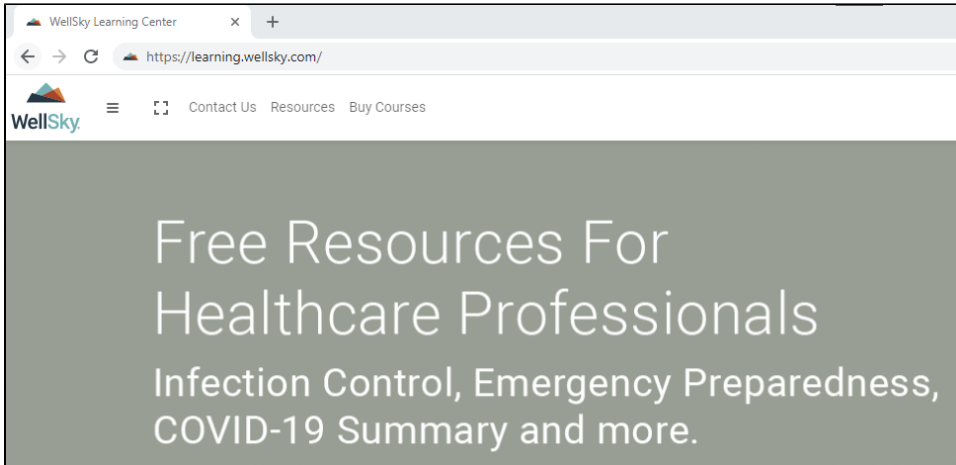 WellSky Learning Center
https://learning.wellsky.com/
WellSky.
Contact Us Resources Buy Courses
Free Resources For
Healthcare Professionals
Infection Control, Emergency Preparedness,
COVID-19 Summary and more.